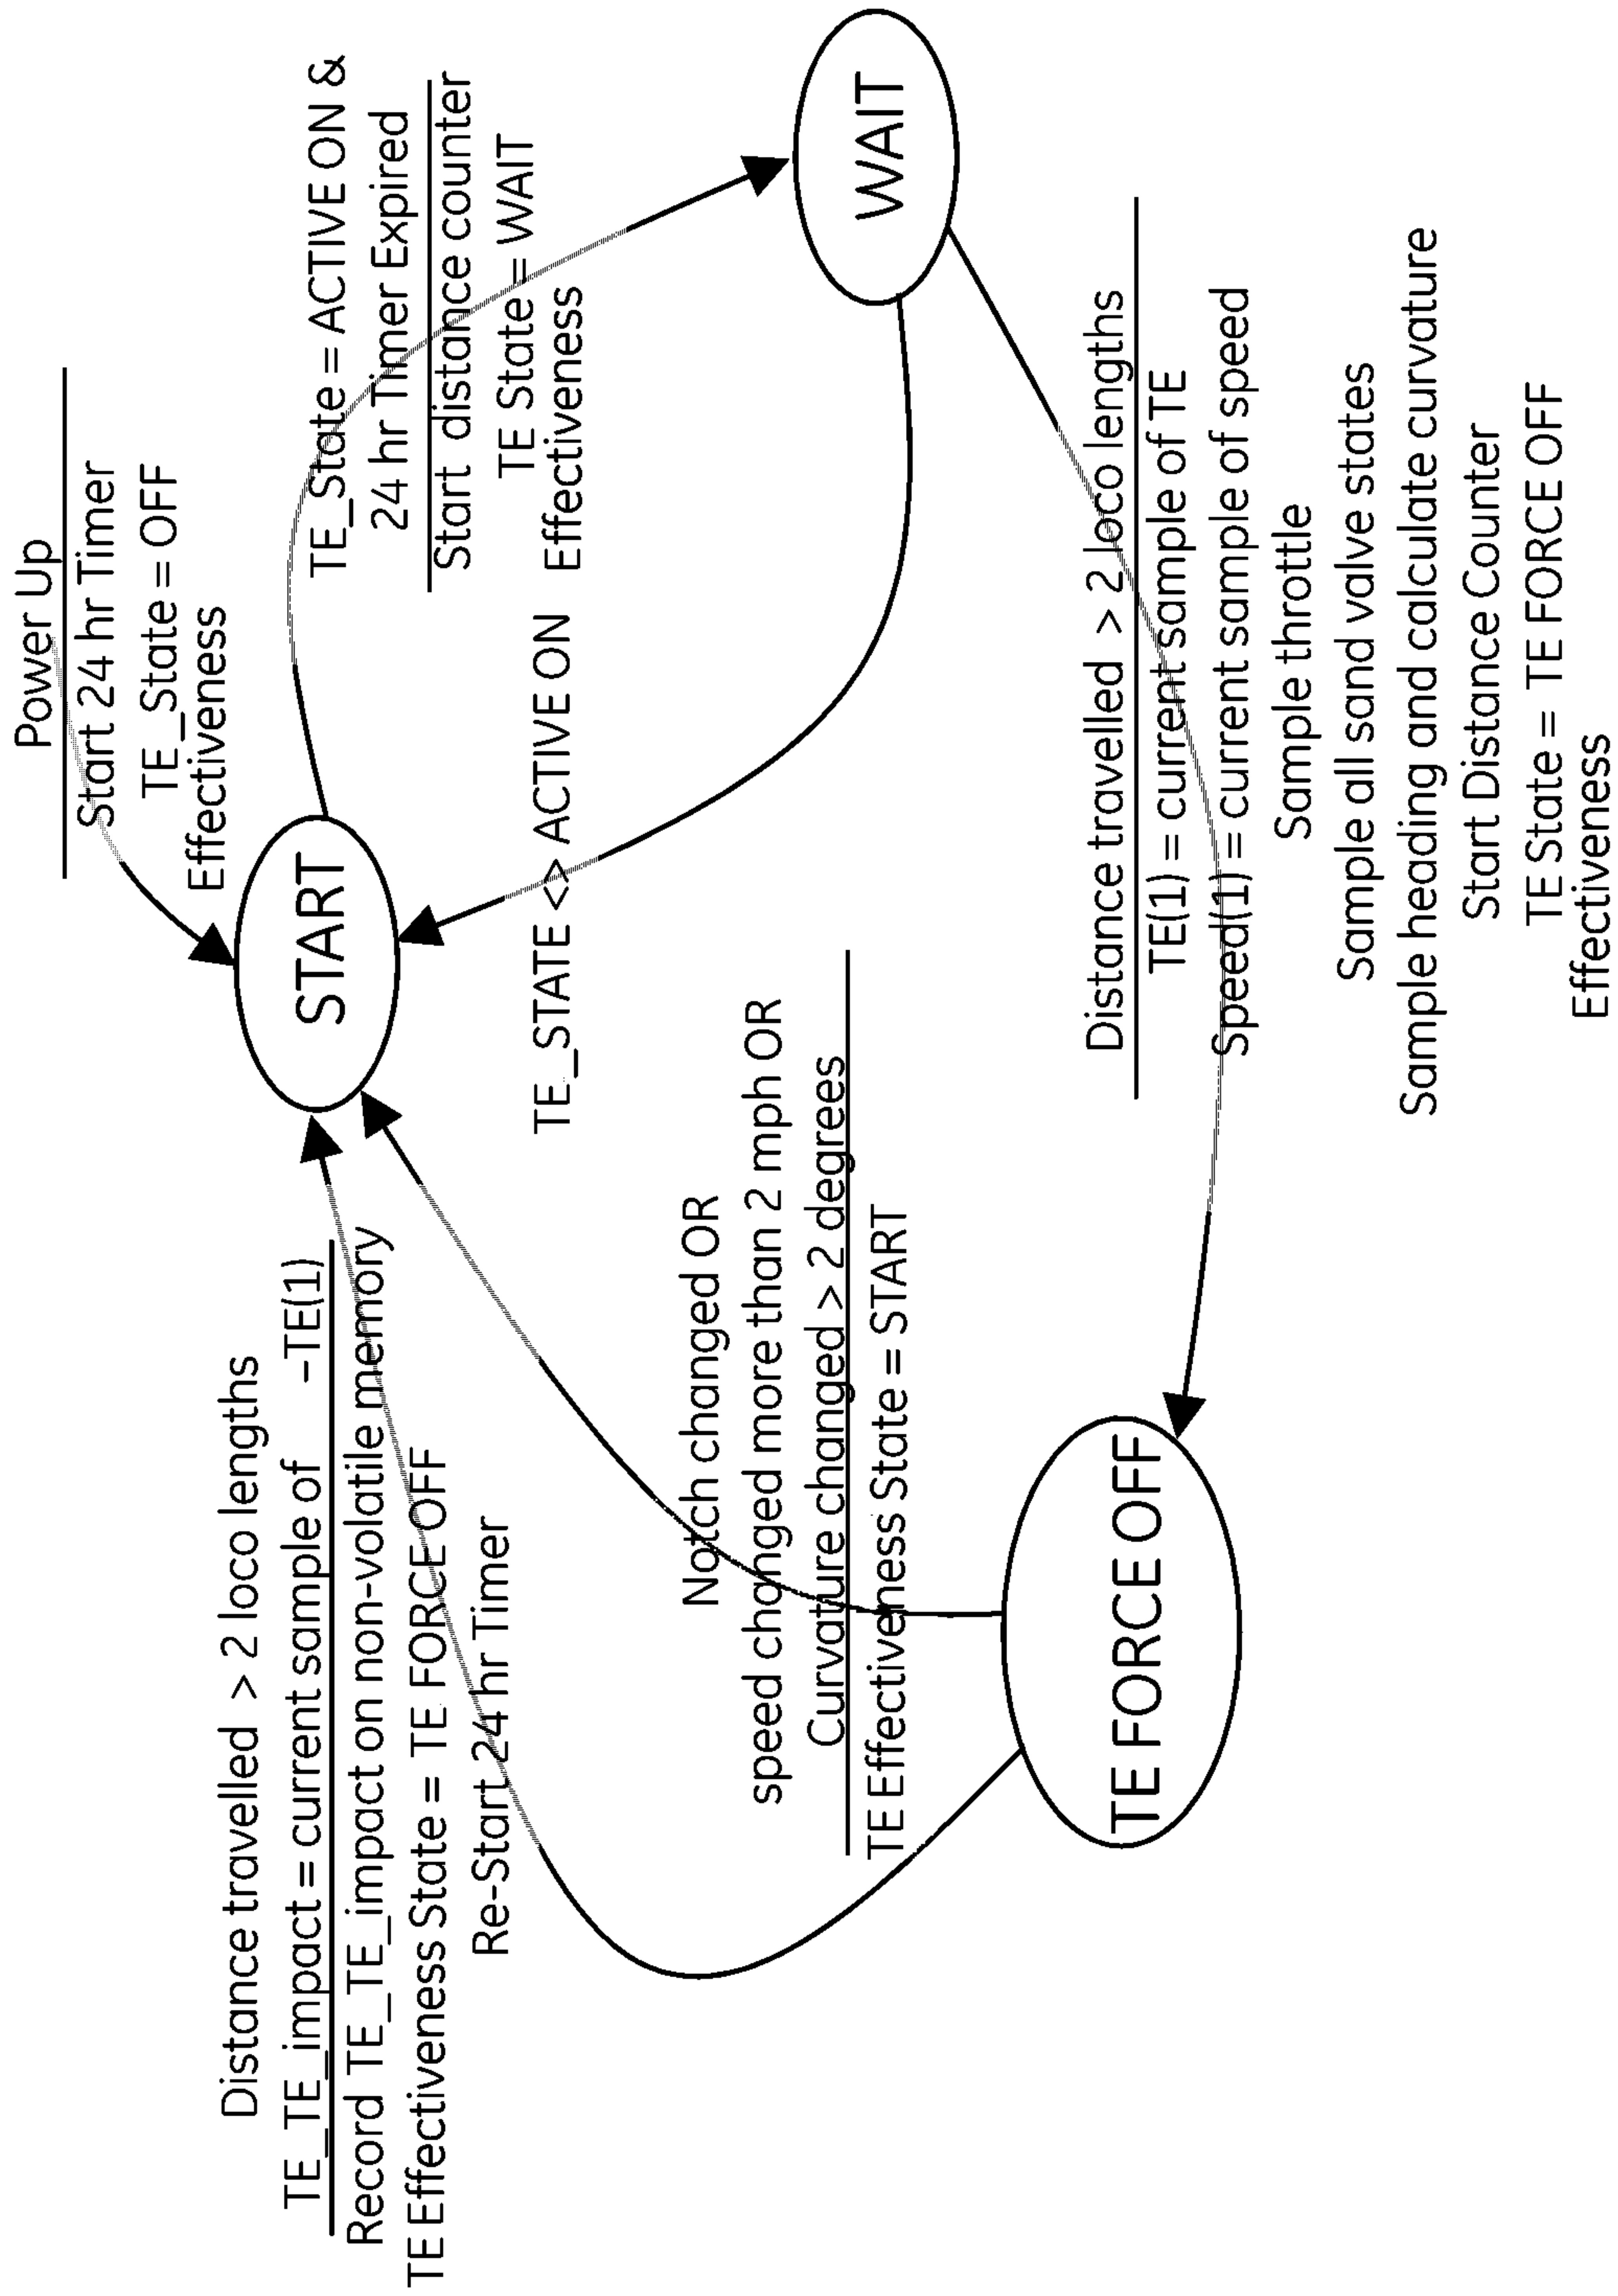 Power Up
Start 24 hr Timer
TE_State = OFF
Effectiveness
START
TE_State = ACTIVE ON &
24 hr Timer Expired
Start distance counter
TE State = WAIT
Effectiveness
WAIT
TE_STATE <> ACTIVE ON
Distance travelled > 2 loco lengths
TE_TE_impact = current sample of –TE(1)
Record TE_TE_impact on non-volatile memory
TE Effectiveness State = TE FORCE OFF
Re-Start 24 hr Timer
Notch changed OR
speed changed more than 2 mph OR
Curvature changed > 2 degrees
TE Effectiveness State = START
TE FORCE OFF
Distance travelled > 2 loco lengths
TE(1) = current sample of TE
Speed(1) = current sample of speed
Sample throttle
Sample all sand valve states
Sample heading and calculate curvature
Start Distance Counter
TE State = TE FORCE OFF
Effectiveness